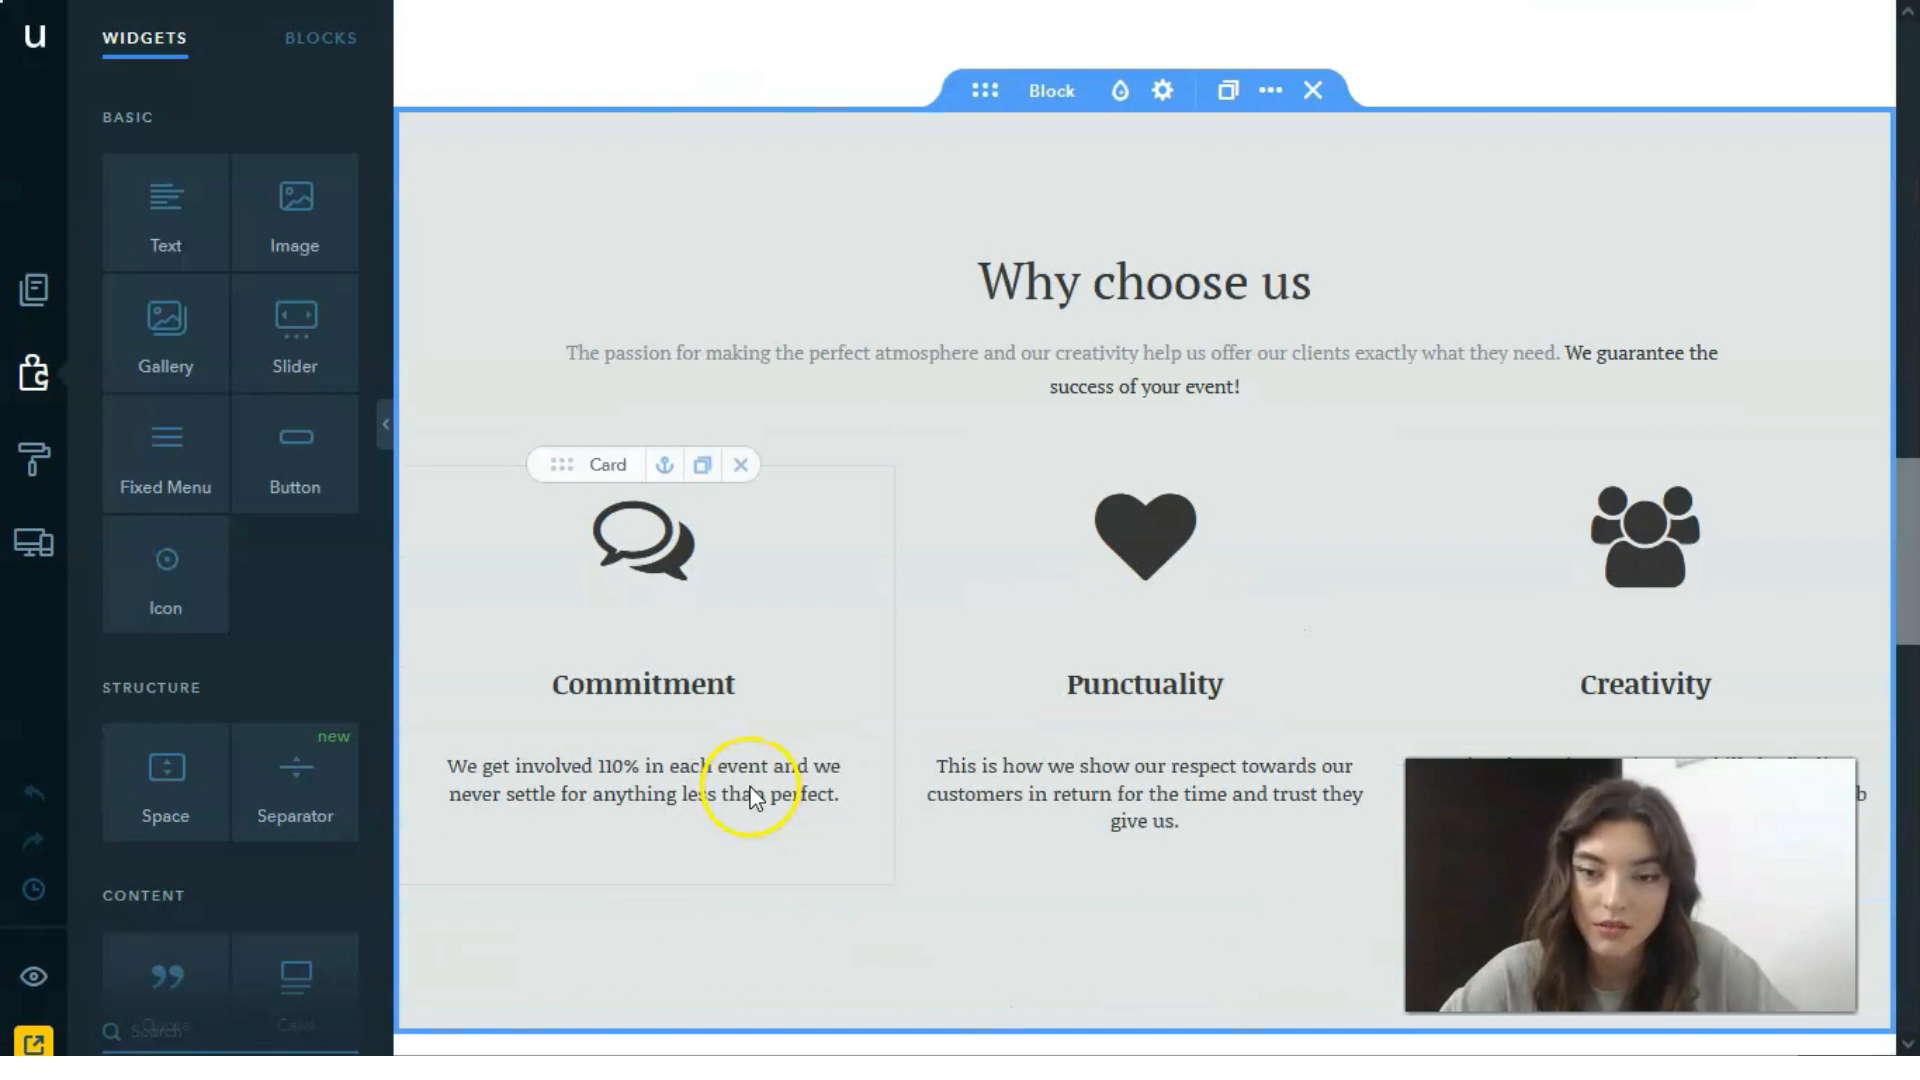 u
WIDGETS
BLOCKS
BASIC
Text
Image
Gallery
Slider
Fixed Menu
Button
Icon
STRUCTURE
new
Space
Separator
CONTENT
Search
Block
Why choose us
The passion for making the perfect atmosphere and our creativity help us offer our clients exactly what they need. We guarantee the
success of your event!
Card
Commitment
We get involved 110% in each event and we
never settle for anything less than perfect.
Punctuality
This is how we show our respect towards our
customers in return for the time and trust they
give us.
Creativity